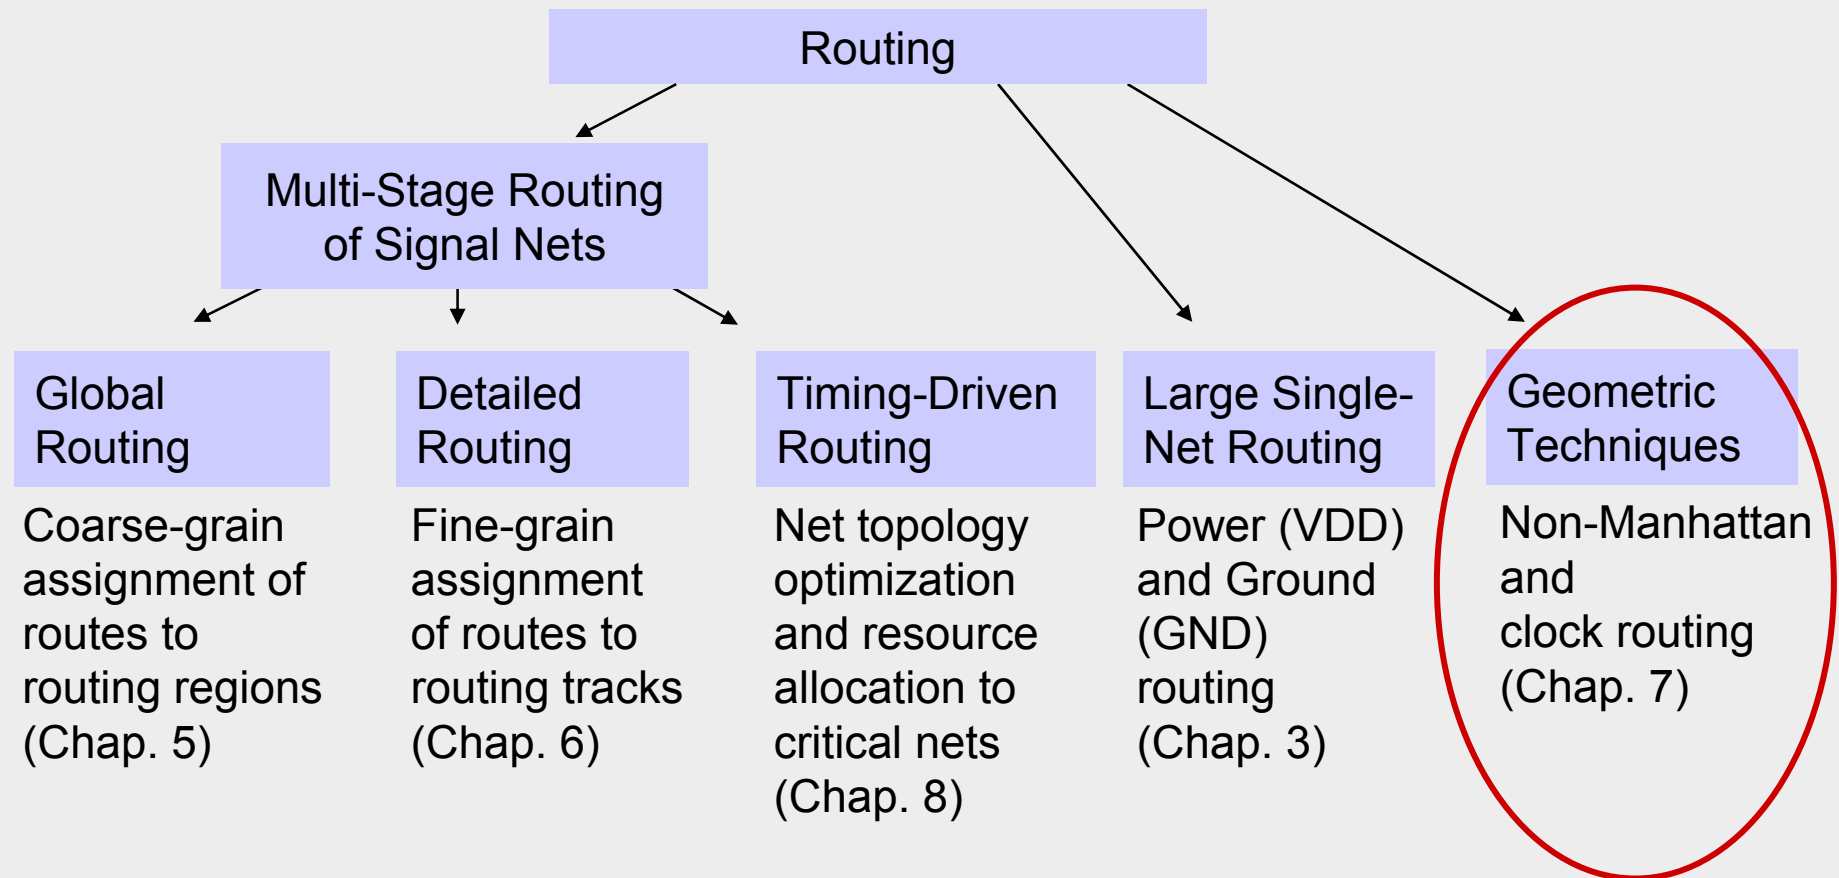 Routing
Multi-Stage Routing
of Signal Nets
Global
Routing
Coarse-grain
assignment of
routes to
routing regions
(Chap. 5)
Detailed
Routing
Fine-grain
assignment
of routes to
routing tracks
(Chap. 6)
Timing-Driven
Routing
Net topology
optimization
and resource
allocation to
critical nets
(Chap. 8)
Large Single-
Net Routing
Power (VDD)
and Ground
(GND)
routing
(Chap. 3)
Geometric
Techniques
Non-Manhattan
and
clock routing
(Chap. 7)